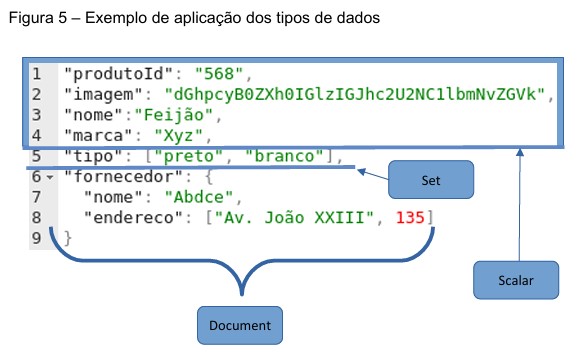 Figura 5 – Exemplo de aplicação dos tipos de dados
1 "produtoId": "568",
2 "imagem": "dGhpcyB0ZXh0IGlzIGJhc2U2NC1lbmNvZGVk",
3 "nome":"Feijão",
4 "marca": "Xyz",
5 "tipo": ["preto", "branco"],
6 "fornecedor": {
7 "nome": "Abdce",
8 "endereco": ["Av. João XXIII", 135]
9 }
Set
Scalar
Document